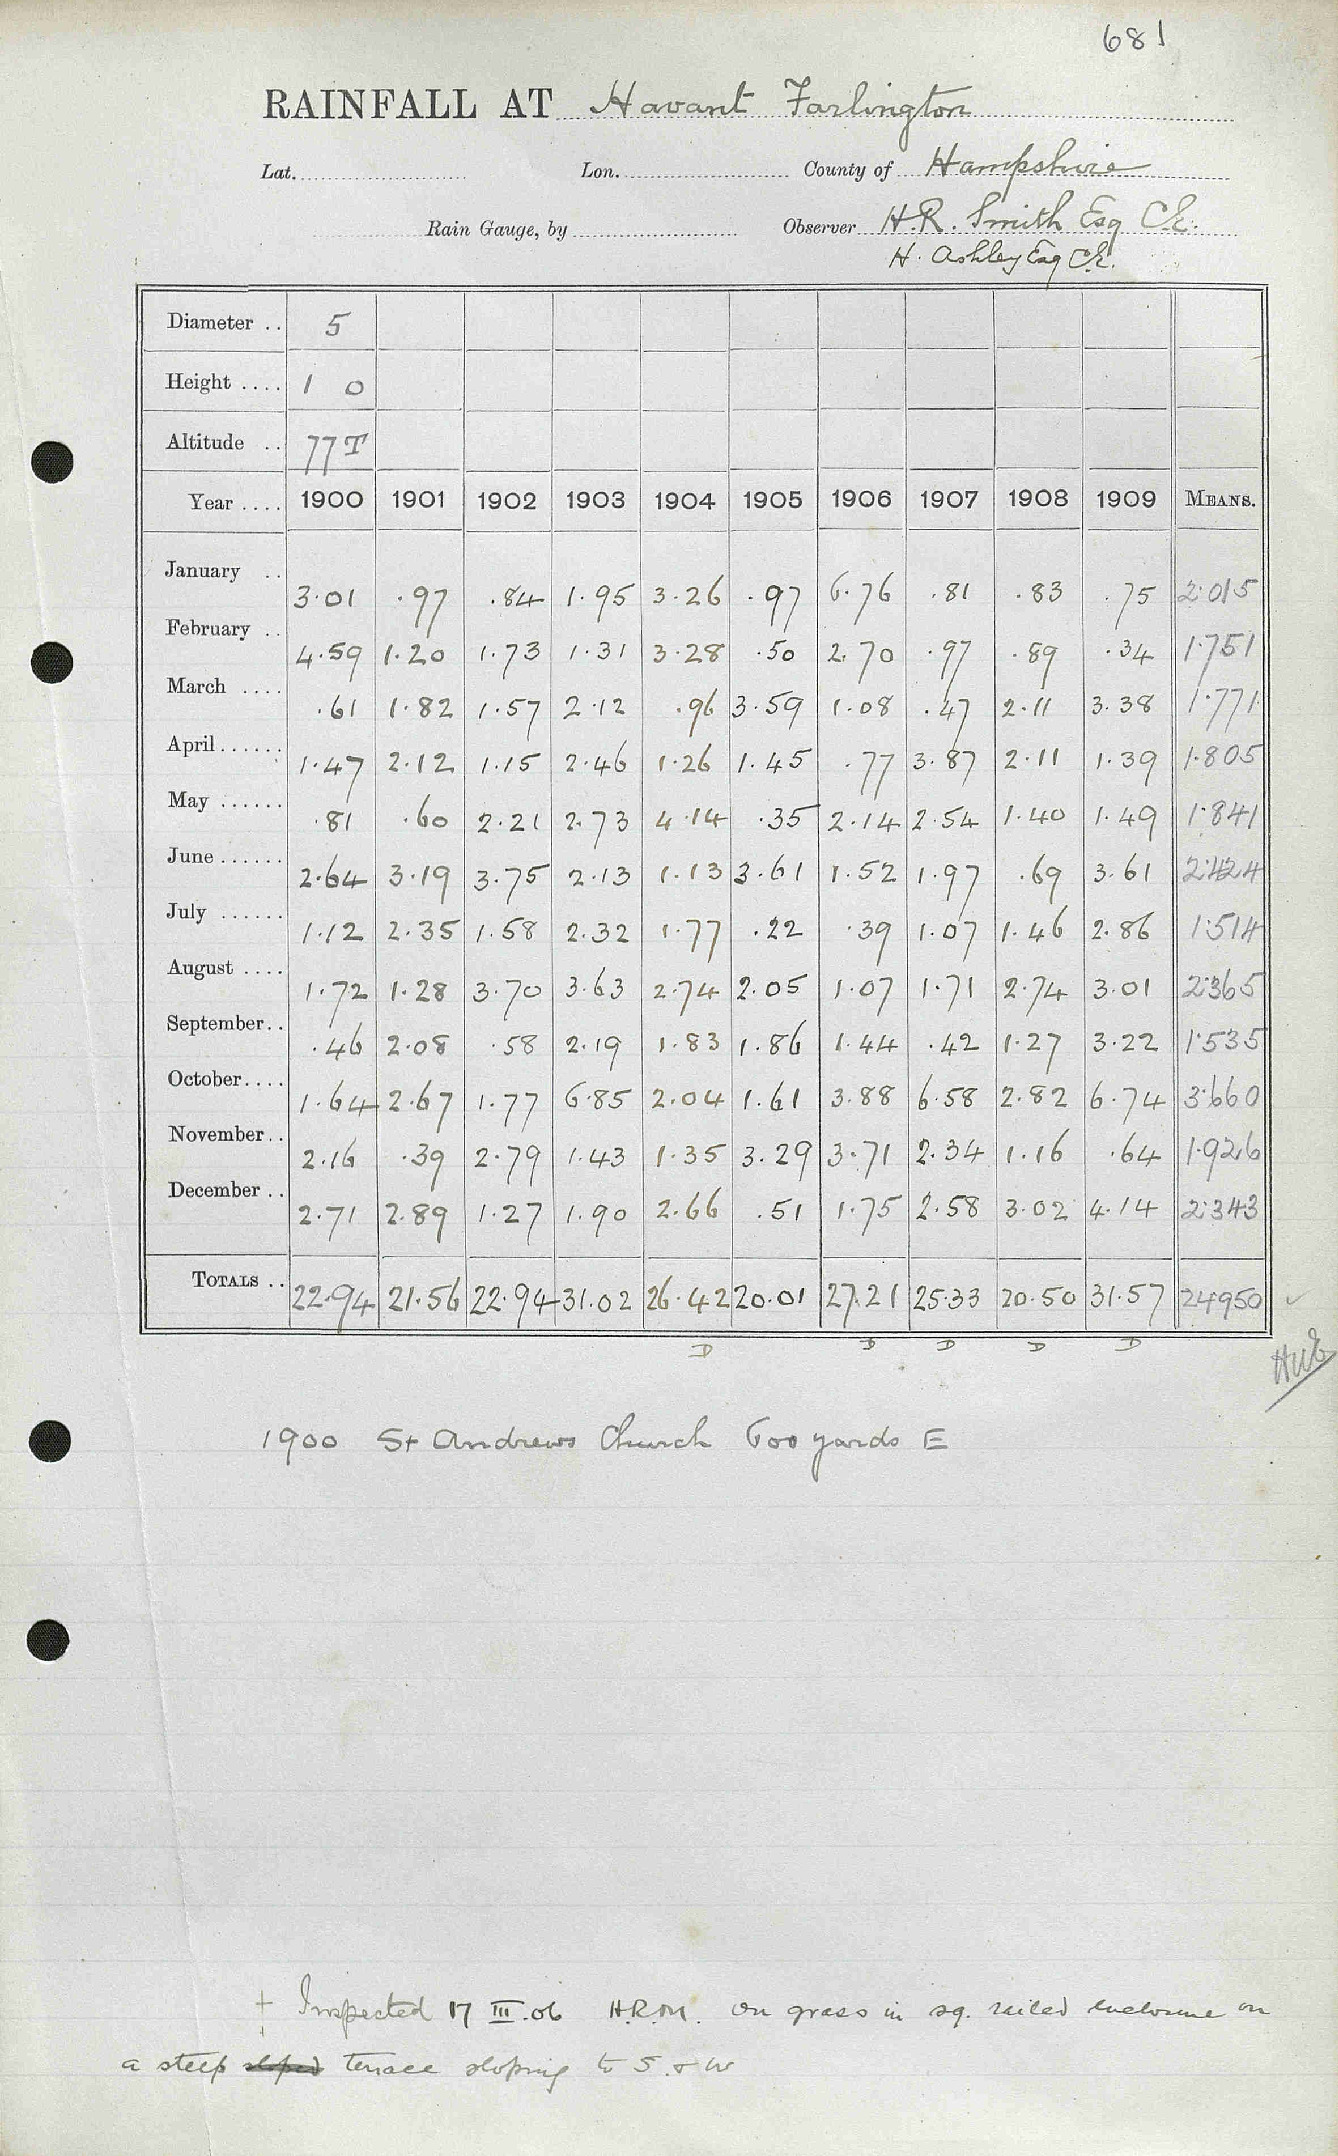 681
RAINFALL AT Havant Farlington
Lat. Lon. County of Hampshire
Rain Gauge, by Observer H.R. Smith Esq C.E.
H. Ashley Esq C.E.
Diameter .. 5
Height .... 1 0
Altitude .. 77 T
Year .... 1900 1901 1902 1903 1904 1905 1906 1907 1908 1909 MEANS.
January .. 3.01 .97 .84 1.95 3.26 .97 6.76 .81 .83 .75 2.015
February .. 4.59 1.20 1.73 1.31 3.28 .50 2.70 .97 .89 .34 1.751
March .... .61 1.82 1.57 2.12 .96 3.59 1.08 .47 2.11 3.38 1.771
April ...... 1.47 2.12 1.15 2.46 1.26 1.45 .77 3.87 2.11 1.39 1.805
May ...... .81 .60 2.21 2.73 4.14 .35 2.14 2.54 1.40 1.49 1.841
June ...... 2.64 3.19 3.75 2.13 1.13 3.61 1.52 1.97 .69 3.61 2.424
July ...... 1.12 2.35 1.58 2.32 1.77 .22 .39 1.07 1.46 2.86 1.514
August .... 1.72 1.28 3.70 3.63 2.74 2.05 1.07 1.71 2.74 3.01 2.365
September.. .46 2.08 .58 2.19 1.83 1.86 1.44 .42 1.27 3.22 1.535
October.... 1.64 2.67 1.77 6.85 2.04 1.61 3.88 6.58 2.82 6.74 3.660
November.. 2.16 .39 2.79 1.43 1.35 3.29 3.71 2.34 1.16 .64 1.926
December .. 2.71 2.89 1.27 1.90 2.66 .51 1.75 2.58 3.02 4.14 2.343
TOTALS .. 22.94 21.56 22.94 31.02 26.42 20.01 27.21 25.33 20.50 31.57 24950
D D D D D
1900 St Andrews Church 600 yards E
† Inspected 17 III.06 H.R.M. On grass in sq. railed enclosure on
a steep sloped terrace sloping to S. & W